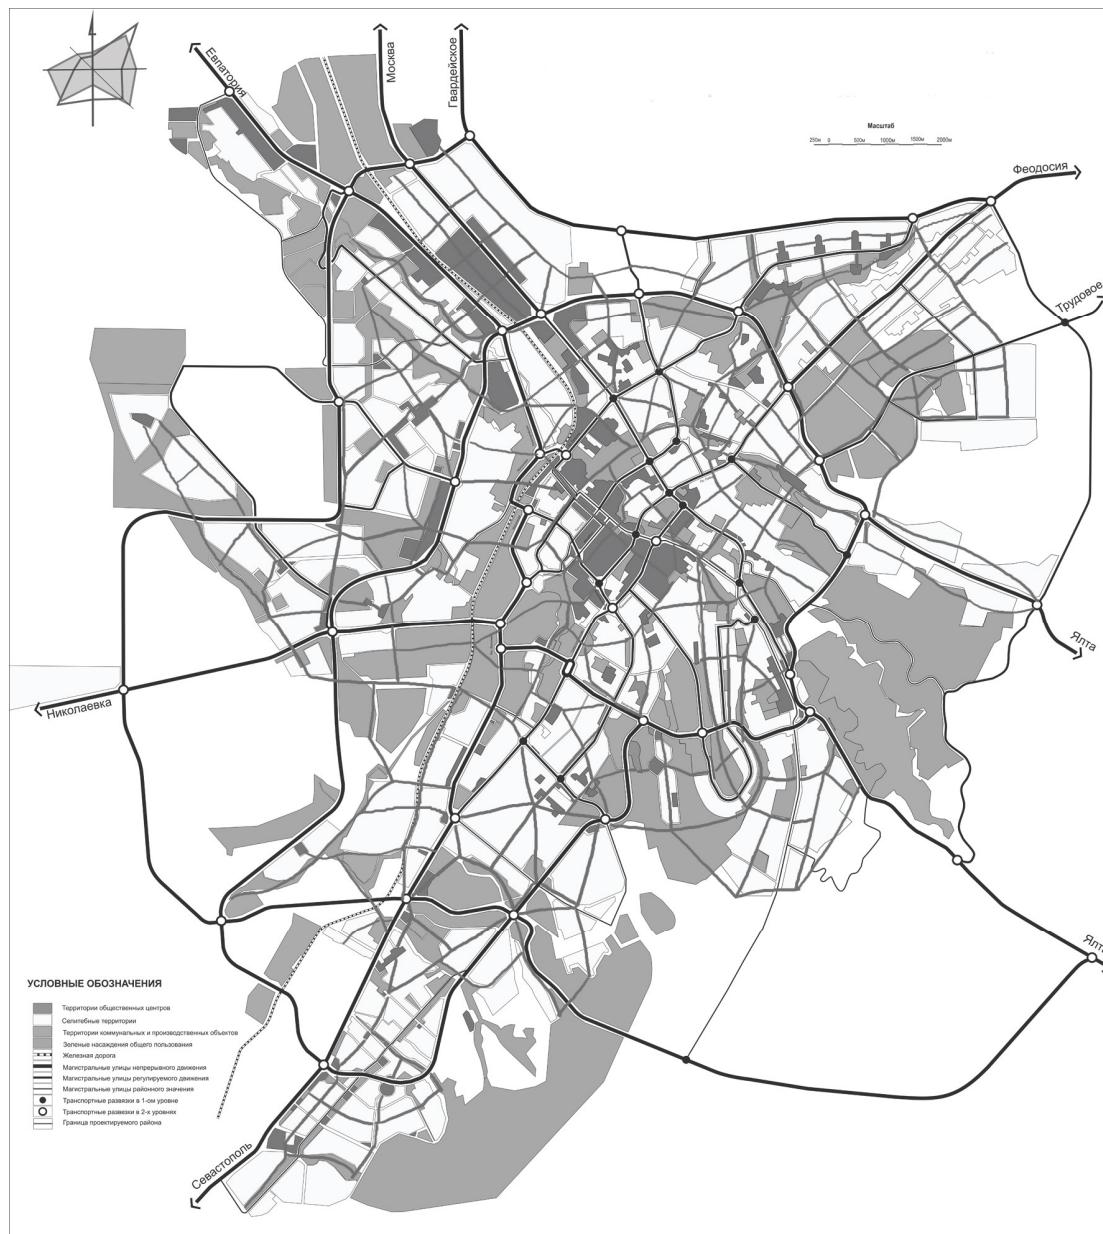 Москва
Гвардейское
Евпатория
Масштаб
250м 0 500м 1000м 1500м 2000м
Феодосия
Трудовое
Ялта
Николаевка
Ялта
УСЛОВНЫЕ ОБОЗНАЧЕНИЯ
Территории общественных центров
Селитебные территории
Территории коммунальных и производственных объектов
Зеленые насаждения общего пользования
Железная дорога
Магистральные улицы непрерывного движения
Магистральные улицы регулируемого движения
Магистральные улицы районного значения
Транспортные развязки в 1-ом уровне
Транспортные развезки в 2-х уровнях
Граница проектируемого района
Севастополь